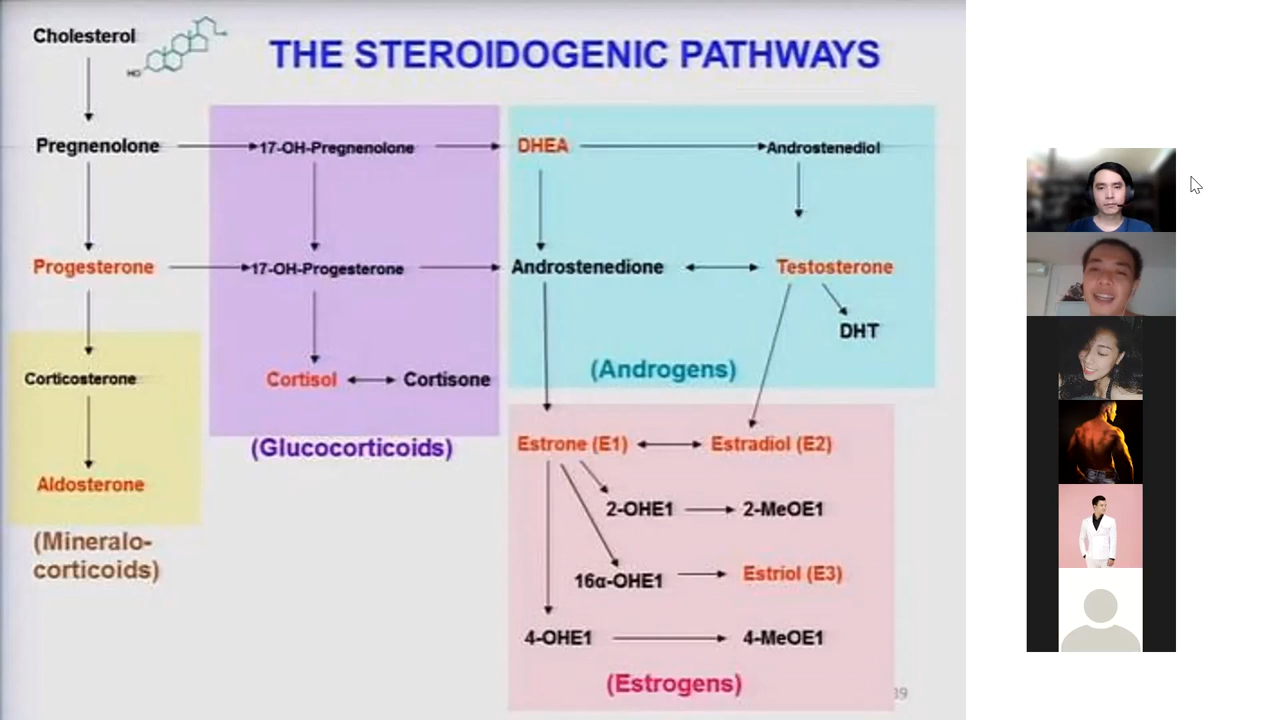 Cholesterol
HO
THE STEROIDOGENIC PATHWAYS
Pregnenolone
17-OH-Pregnenolone
DHEA
Androstenediol
Progesterone
17-OH-Progesterone
Androstenedione
Testosterone
DHT
(Androgens)
Corticosterone
Cortisol
Cortisone
(Glucocorticoids)
Estrone (E1)
Estradiol (E2)
Aldosterone
2-OHE1
2-MeOE1
(Mineralo-
corticoids)
16α-OHE1
Estriol (E3)
4-OHE1
4-MeOE1
(Estrogens)
39